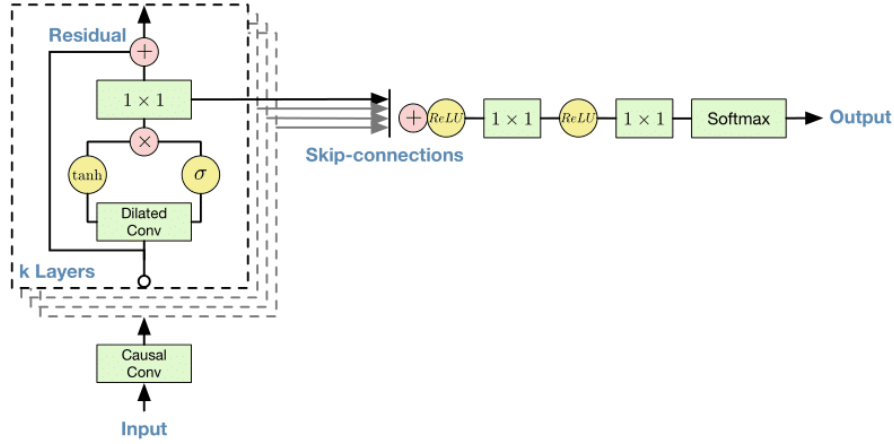 Residual
+
1 × 1
×
tanh
σ
Dilated
Conv
k Layers
Causal
Conv
Input
Skip-connections
+
ReLU
1 × 1
ReLU
1 × 1
Softmax
Output